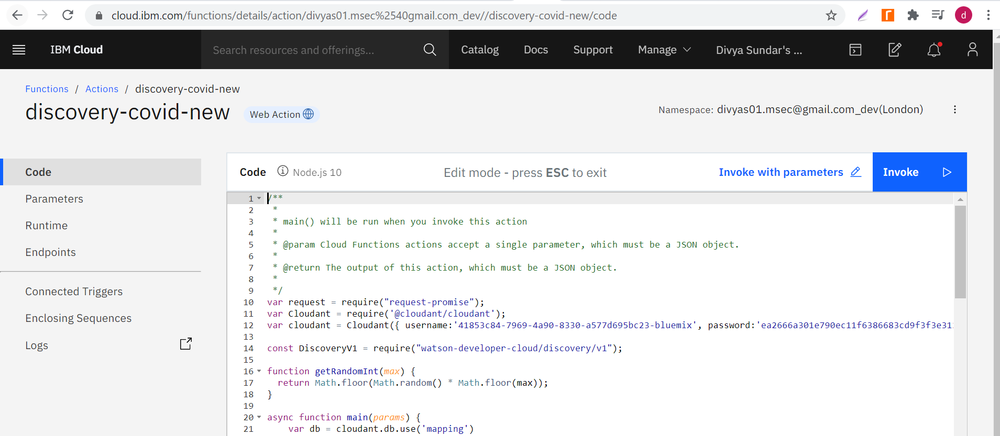 cloud.ibm.com/functions/details/action/divyas01.msec%2540gmail.com_dev//discovery-covid-new/code
d
IBM Cloud
Search resources and offerings...
Catalog
Docs
Support
Manage
Divya Sundar's ...
Functions / Actions / discovery-covid-new
discovery-covid-new
Web Action
Namespace: divyas01.msec@gmail.com_dev(London)
Code
Parameters
Runtime
Endpoints
Connected Triggers
Enclosing Sequences
Logs
Code Node.js 10
Edit mode - press ESC to exit
Invoke with parameters
Invoke
1 /**
2 *
3 * main() will be run when you invoke this action
4 *
5 * @param Cloud Functions actions accept a single parameter, which must be a JSON object.
6 *
7 * @return The output of this action, which must be a JSON object.
8 *
9 */
10 var request = require("request-promise");
11 var Cloudant = require('@cloudant/cloudant');
12 var cloudant = Cloudant({ username:'41853c84-7969-4a90-8330-a577d695bc23-bluemix', password:'ea2666a301e790ec11f6386683cd9f3f3e31
13
14 const DiscoveryV1 = require("watson-developer-cloud/discovery/v1");
15
16 function getRandomInt(max) {
17 return Math.floor(Math.random() * Math.floor(max));
18 }
19
20 async function main(params) {
21 var db = cloudant.db.use('mapping')